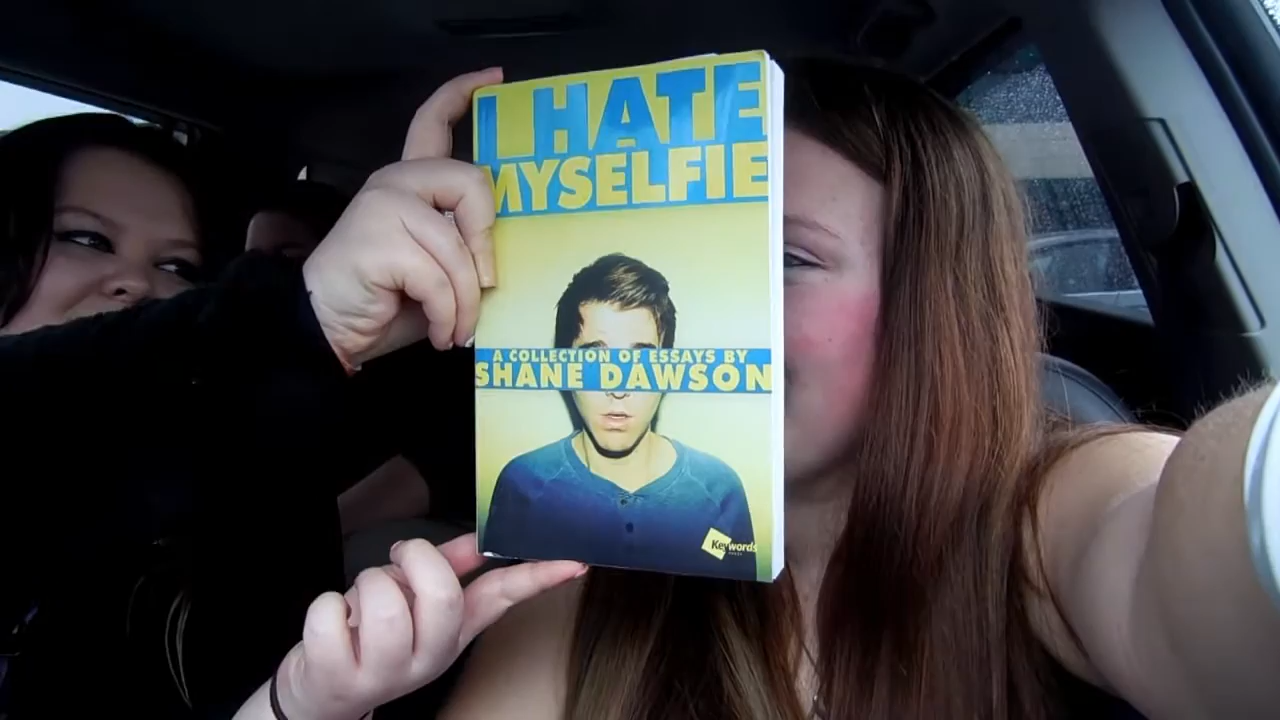 I HATE
MYSELFIE
A COLLECTION OF ESSAYS BY
SHANE DAWSON
Keywords